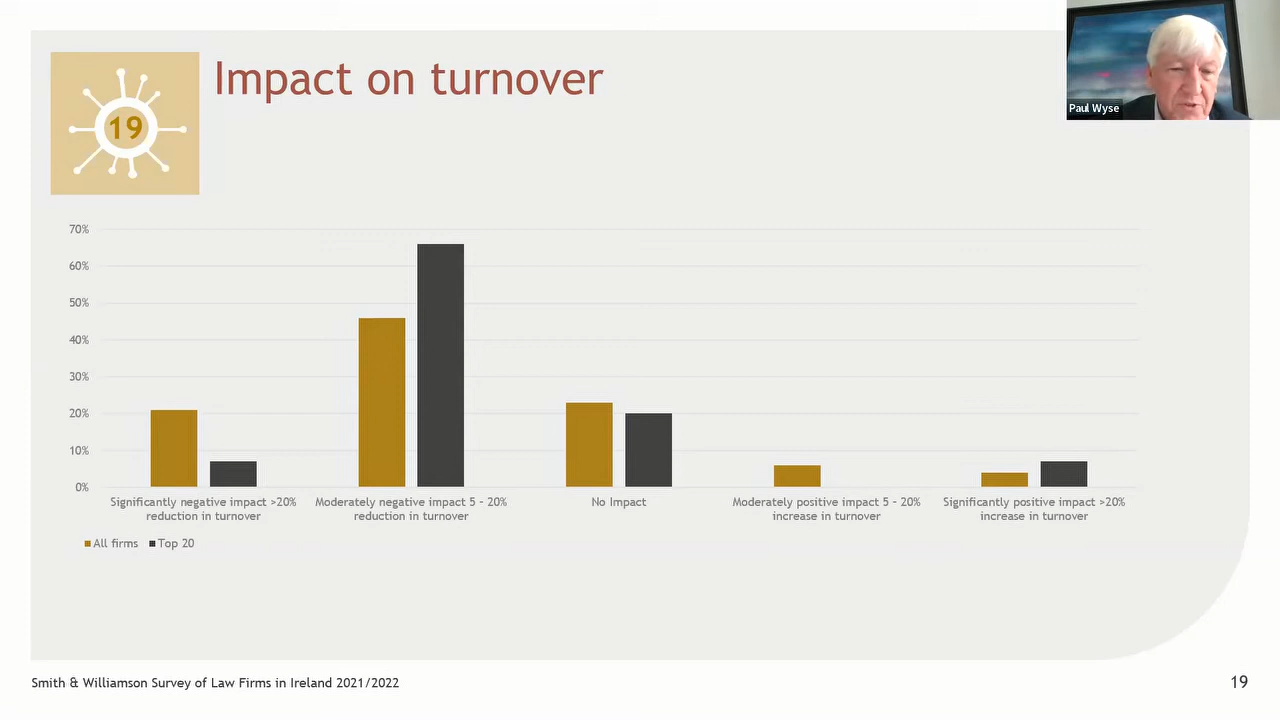 Impact on turnover
19
Paul Wyse
70%
60%
50%
40%
30%
20%
10%
0%
Significantly negative impact >20%
reduction in turnover
Moderately negative impact 5 - 20%
reduction in turnover
No Impact
Moderately positive impact 5 - 20%
increase in turnover
Significantly positive impact >20%
increase in turnover
All firms
Top 20
Smith & Williamson Survey of Law Firms in Ireland 2021/2022
19